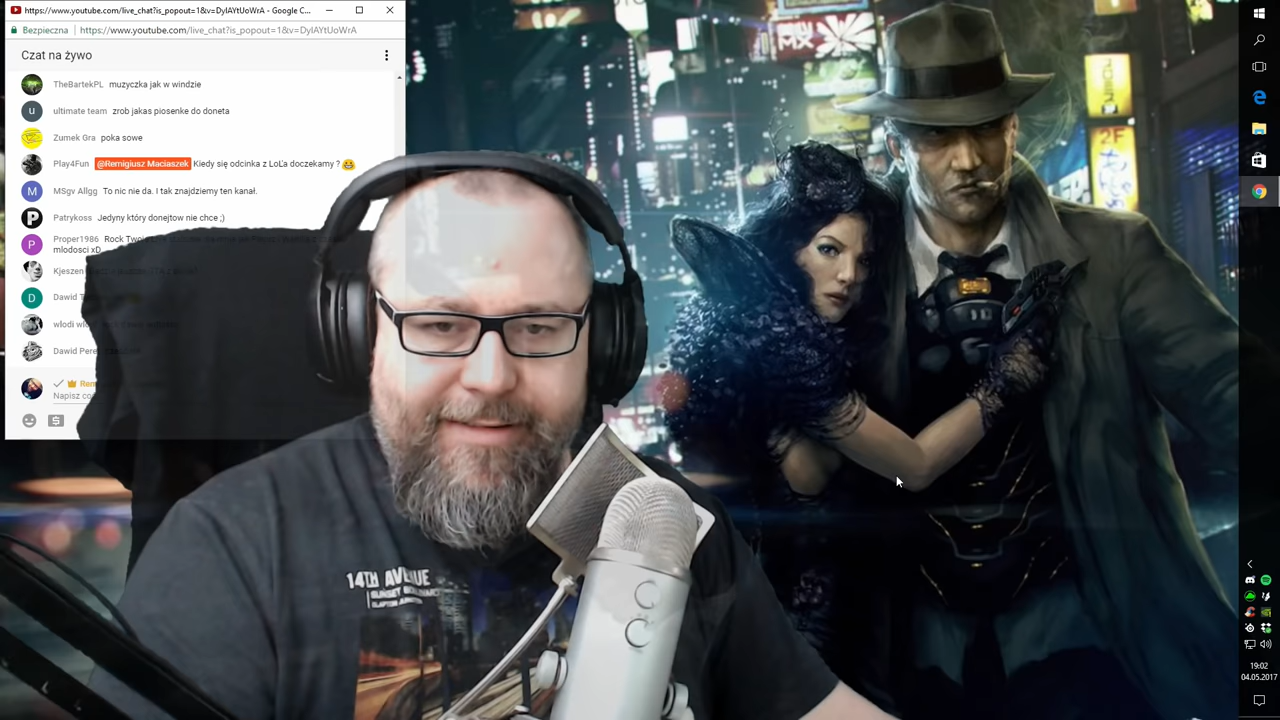 https://www.youtube.com/live_chat?is_popout=1&v=DyIAYtUoWrA - Google C...
Bezpieczna https://www.youtube.com/live_chat?is_popout=1&v=DyIAYtUoWrA
Czat na żywo
TheBartekPL muzyczka jak w windzie
u ultimate team zrob jakas piosenke do doneta
Zumek Gra poka sowe
Play4Fun @Remigiusz Maciaszek Kiedy się odcinka z LoL'a doczekamy ?
M MSgv Allgg To nic nie da. I tak znajdziemy ten kanał.
P Patrykoss Jedyny który donejtow nie chce ;)
P Proper1986 Rock
mlodosci xD
Kjeszen
D Dawid
wlodi
Dawid
Napisz
14TH AVENUE
2F
19:02
04.05.2017